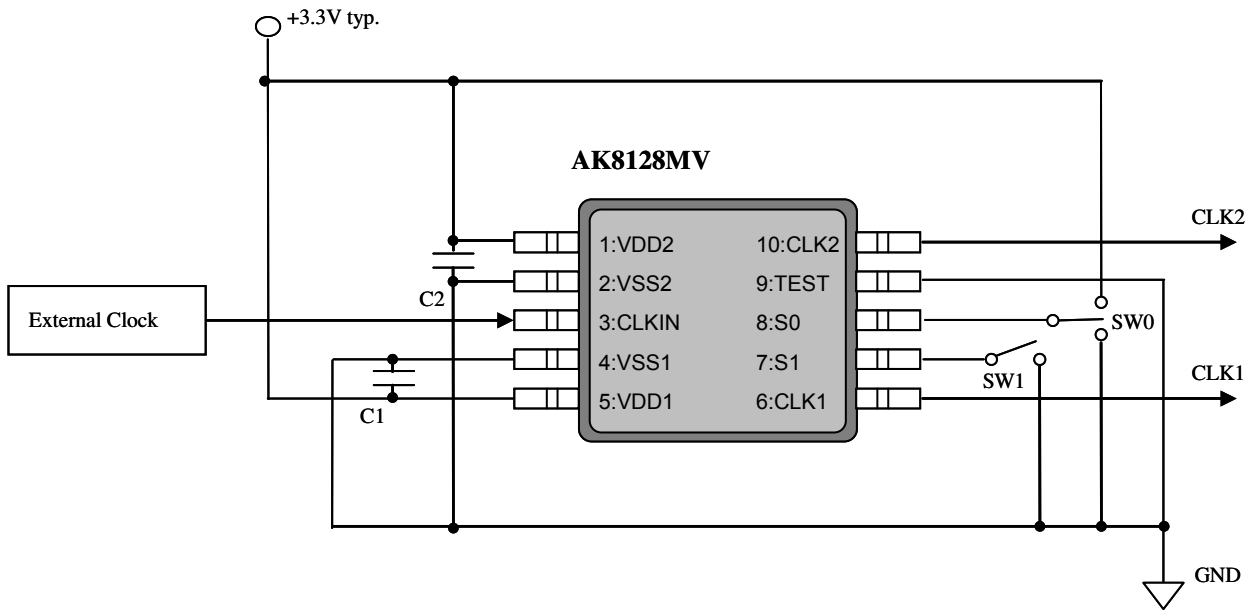 +3.3V typ.
AK8128MV
CLK2
1:VDD2
10:CLK2
2:VSS2
9:TEST
C2
External Clock
3:CLKIN
8:S0
SW0
4:VSS1
7:S1
SW1
CLK1
5:VDD1
6:CLK1
C1
GND